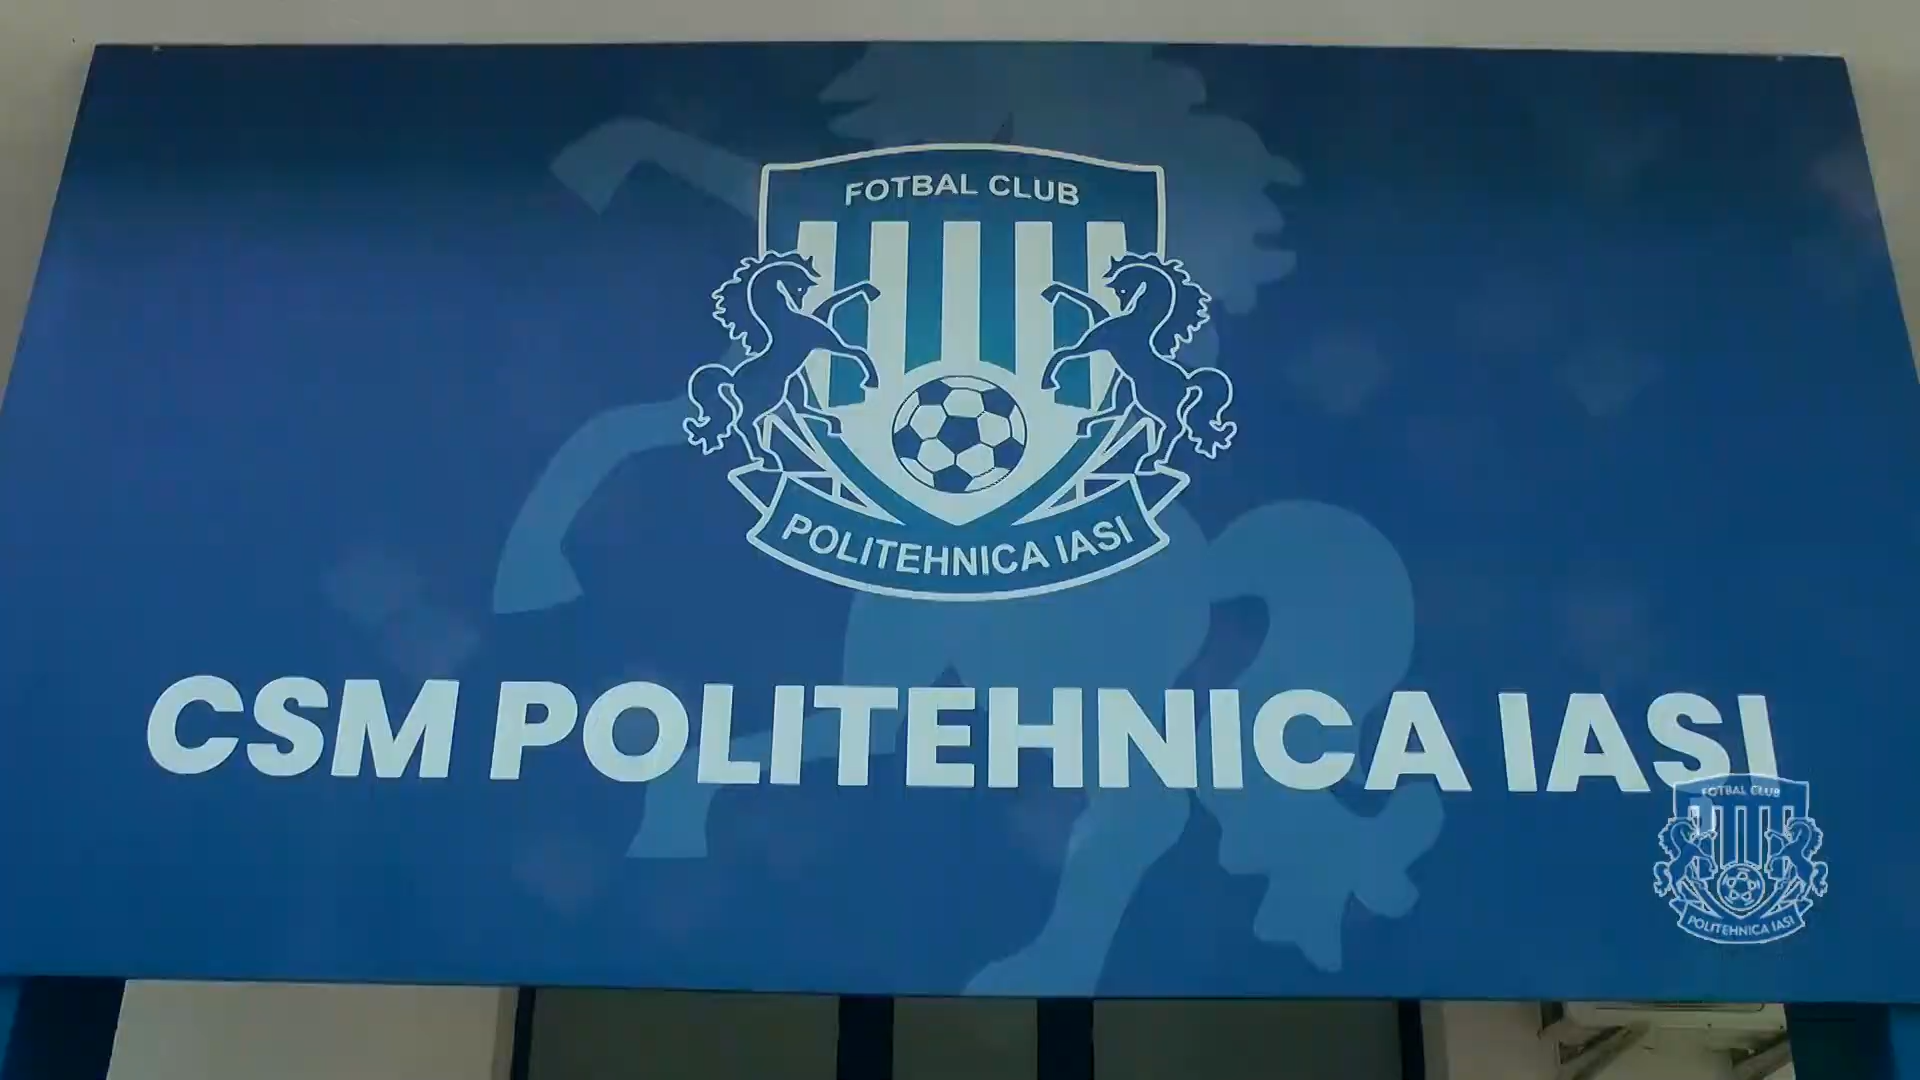 FOTBAL CLUB
POLITEHNICA IASI
CSM POLITEHNICA IASI
FOTBAL CLUB
POLITEHNICA IASI